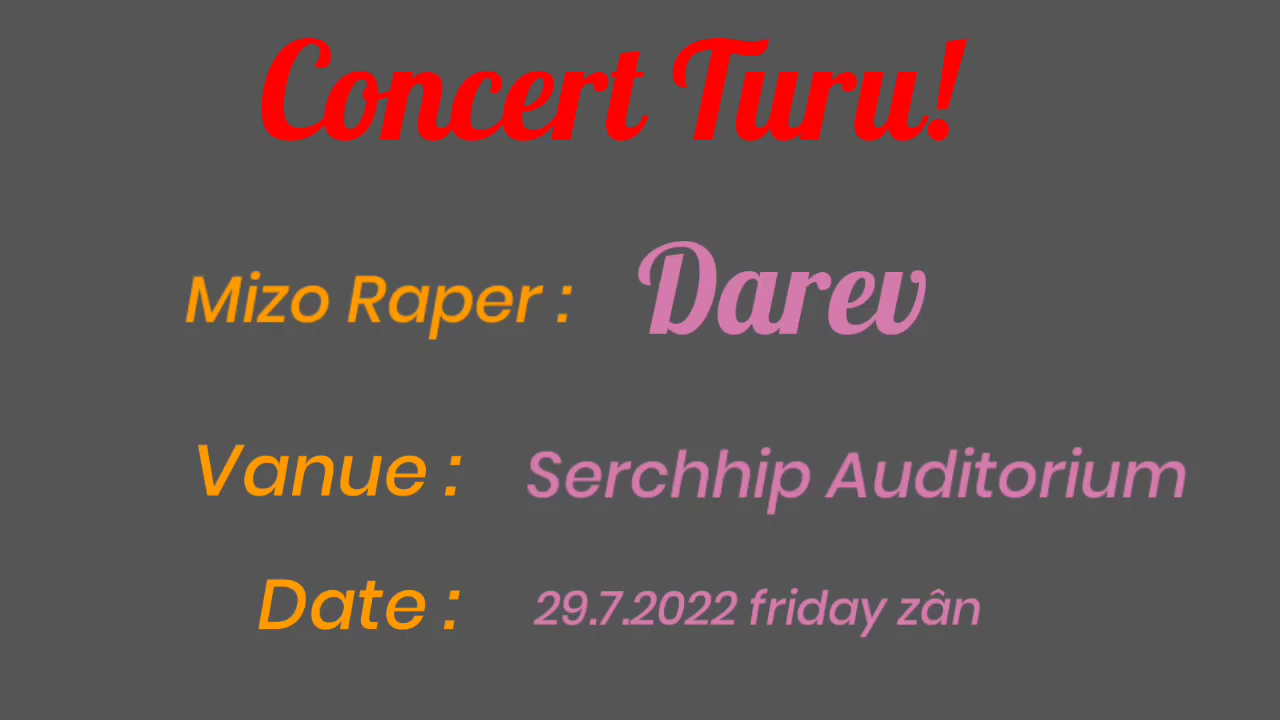 Concert Turu!
Mizo Raper : Darev
Vanue : Serchhip Auditorium
Date : 29.7.2022 friday zân